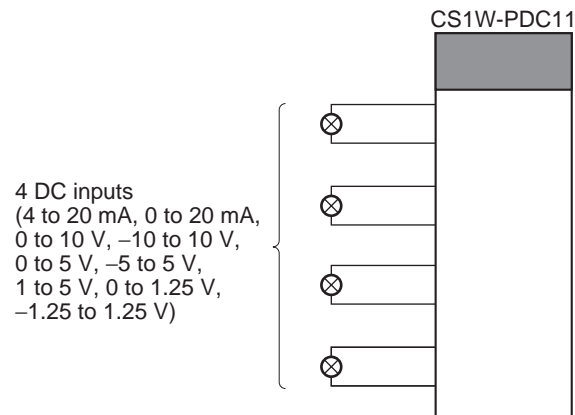 CS1W-PDC11
4 DC inputs
(4 to 20 mA, 0 to 20 mA,
0 to 10 V, –10 to 10 V,
0 to 5 V, –5 to 5 V,
1 to 5 V, 0 to 1.25 V,
–1.25 to 1.25 V)